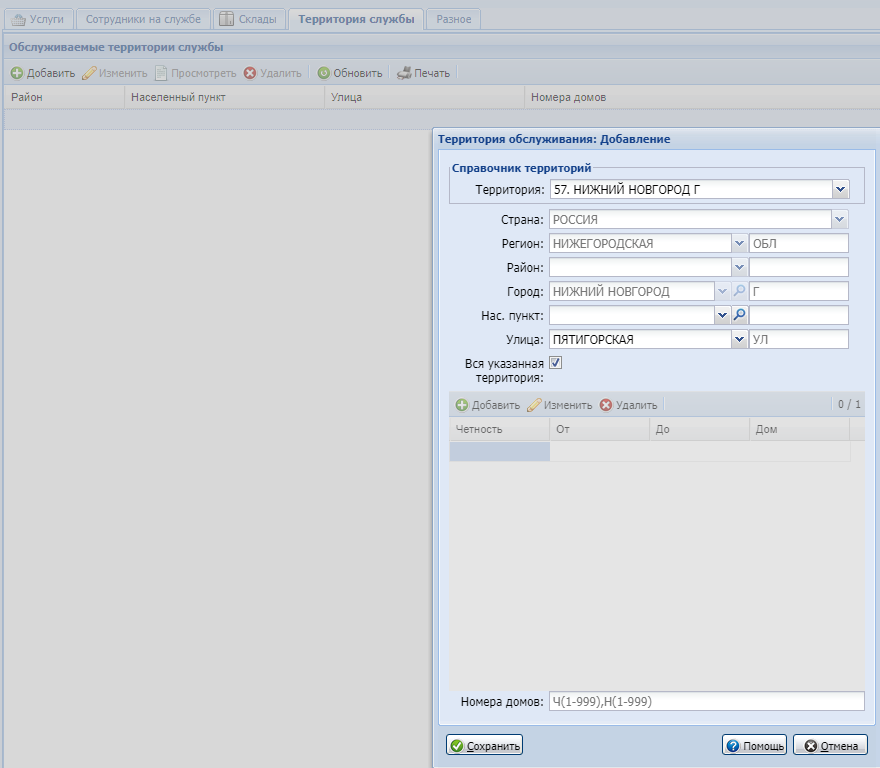 Услуги Сотрудники на службе Склады Территория службы Разное
Обслуживаемые территории службы
Добавить Изменить Просмотреть Удалить Обновить Печать
Район Населенный пункт Улица Номера домов
Территория обслуживания: Добавление
Справочник территорий
Территория: 57. НИЖНИЙ НОВГОРОД Г
Страна: РОССИЯ
Регион: НИЖЕГОРОДСКАЯ ОБЛ
Район:
Город: НИЖНИЙ НОВГОРОД Г
Нас. пункт:
Улица: ПЯТИГОРСКАЯ УЛ
Вся указанная
территория:
Добавить Изменить Удалить 0 / 1
Четность От До Дом
Номера домов: Ч(1-999),Н(1-999)
Сохранить Помощь Отмена